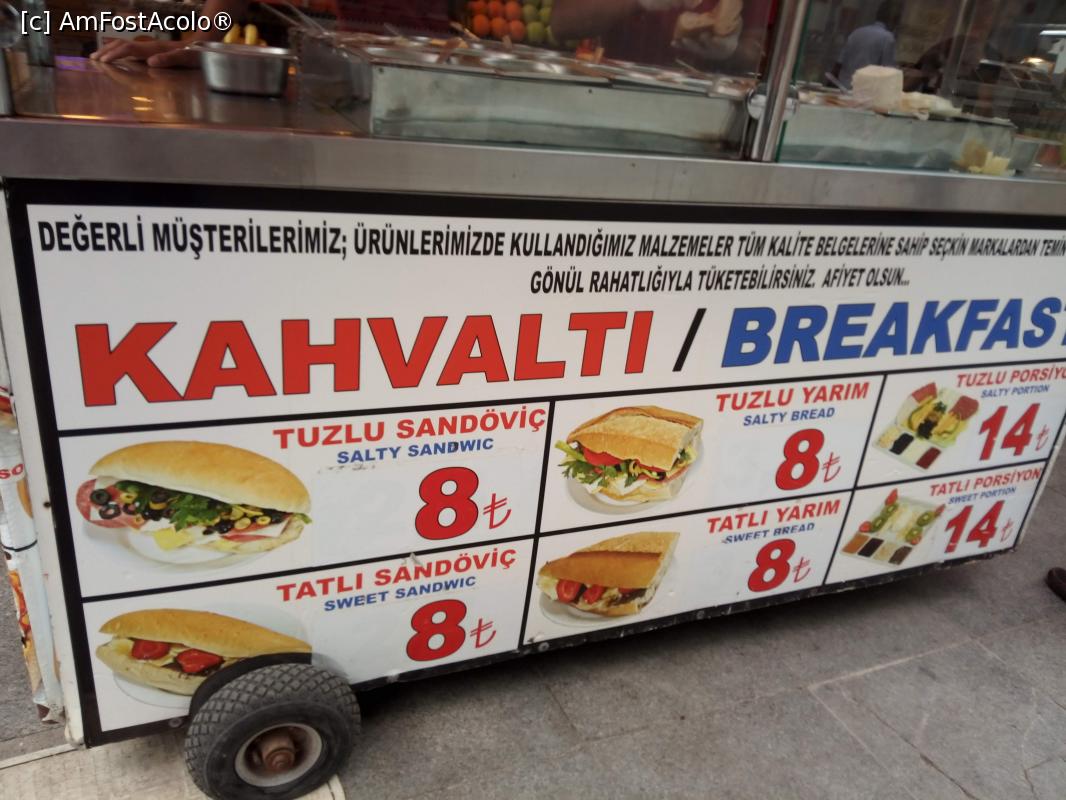 [c] AmFostAcolo®
DEĞERLİ MÜŞTERİLERİMİZ; ÜRÜNLERİMİZDE KULLANDIĞIMIZ MALZEMELER TÜM KALİTE BELGELERİNE SAHİP SEÇKİN MARKALARDAN
GÖNÜL RAHATLIĞIYLA TÜKETEBİLİRSİNİZ. AFİYET OLSUN...
KAHVALTI / BREAKFAST
TUZLU SANDÖVİÇ
SALTY SANDWIC
8₺
TUZLU YARIM
SALTY BREAD
8₺
TUZLU PORSİYO
SALTY PORTION
14₺
TATLI SANDÖVİÇ
SWEET SANDWIC
8₺
TATLI YARIM
SWEET BREAD
8₺
TATLI PORSİYON
SWEET PORTION
14₺